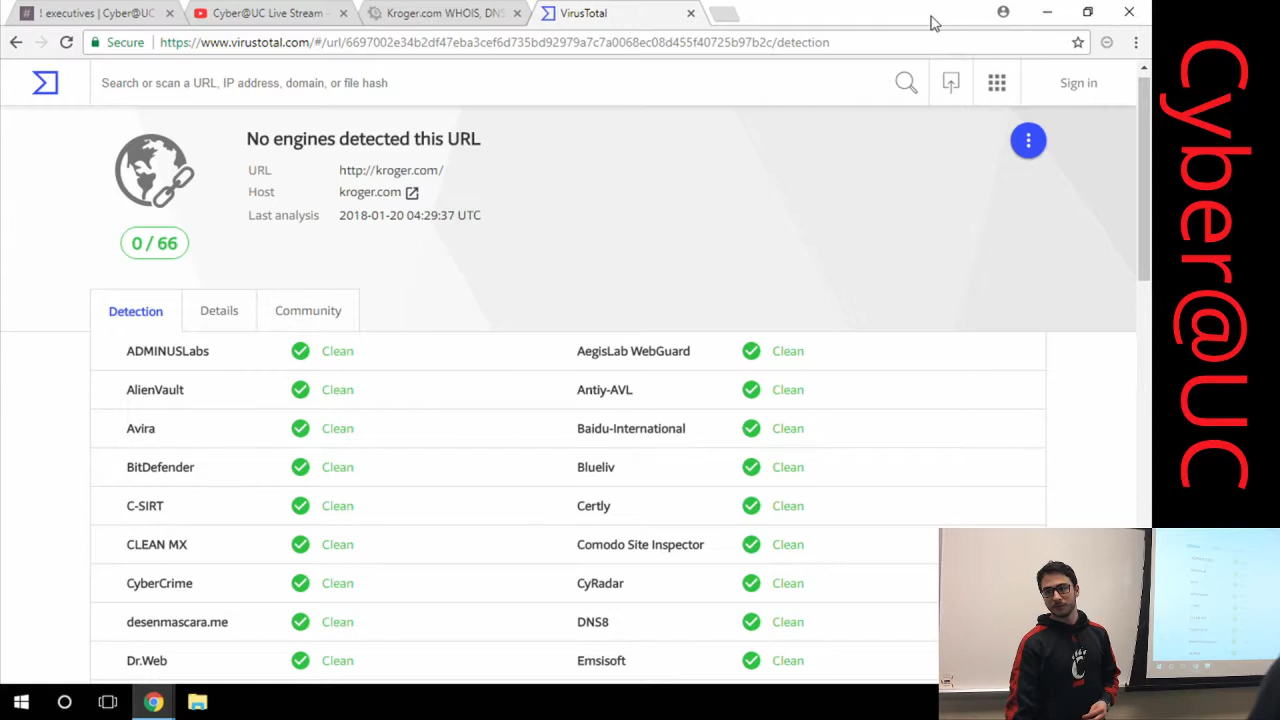 ! executives | Cyber@UC
Cyber@UC Live Stream -
Kroger.com WHOIS, DNS
VirusTotal
Secure
https://www.virustotal.com/#/url/6697002e34b2df47eba3cef6d735bd92979a7c7a0068ec08d455f40725b97b2c/detection
Search or scan a URL, IP address, domain, or file hash
Sign in
No engines detected this URL
URL http://kroger.com/
Host kroger.com
Last analysis 2018-01-20 04:29:37 UTC
0 / 66
Detection Details Community
ADMINUSLabs Clean AegisLab WebGuard Clean
AlienVault Clean Antiy-AVL Clean
Avira Clean Baidu-International Clean
BitDefender Clean Blueliv Clean
C-SIRT Clean Certly Clean
CLEAN MX Clean Comodo Site Inspector Clean
CyberCrime Clean CyRadar Clean
desenmascara.me Clean DNS8 Clean
Dr.Web Clean Emsisoft Clean
Cyber@UC
C